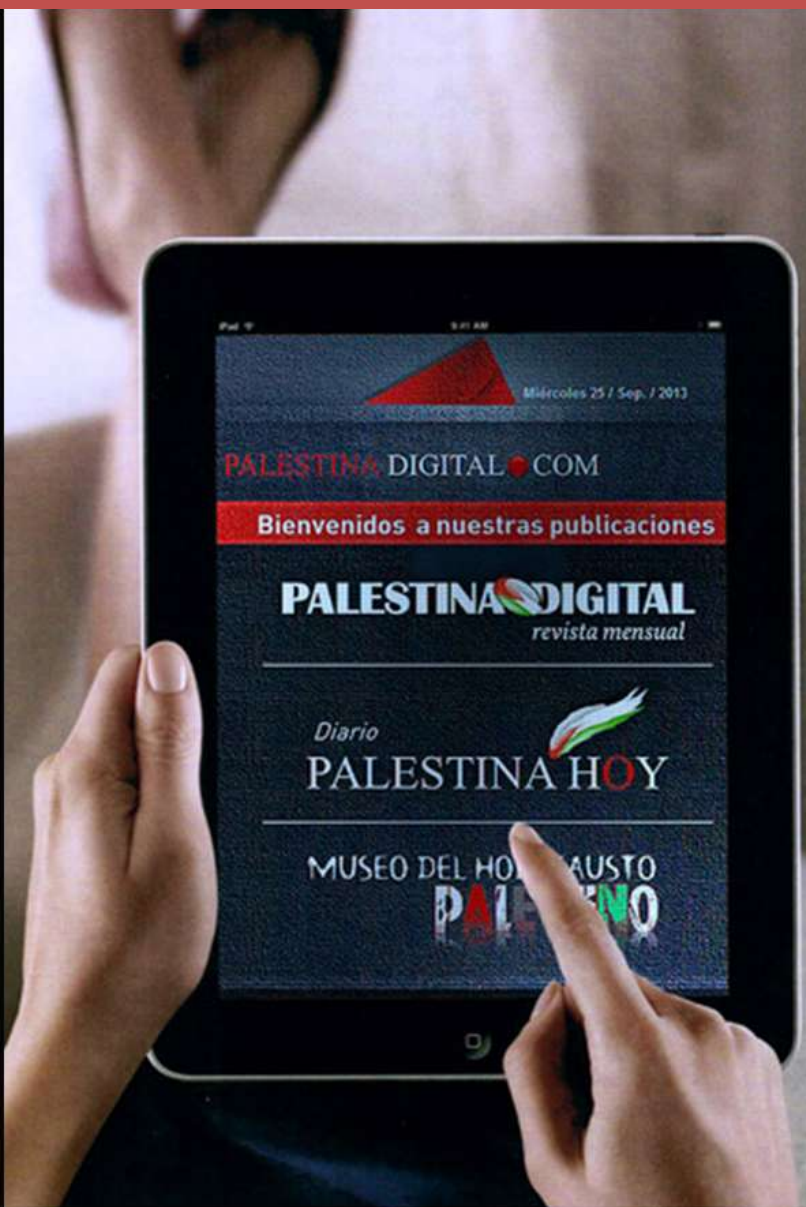 iPad
9:41 AM
Miércoles 25 / Sep. / 2013
PALESTINA DIGITAL COM
Bienvenidos a nuestras publicaciones
PALESTINA DIGITAL
revista mensual
Diario
PALESTINA HOY
MUSEO DEL